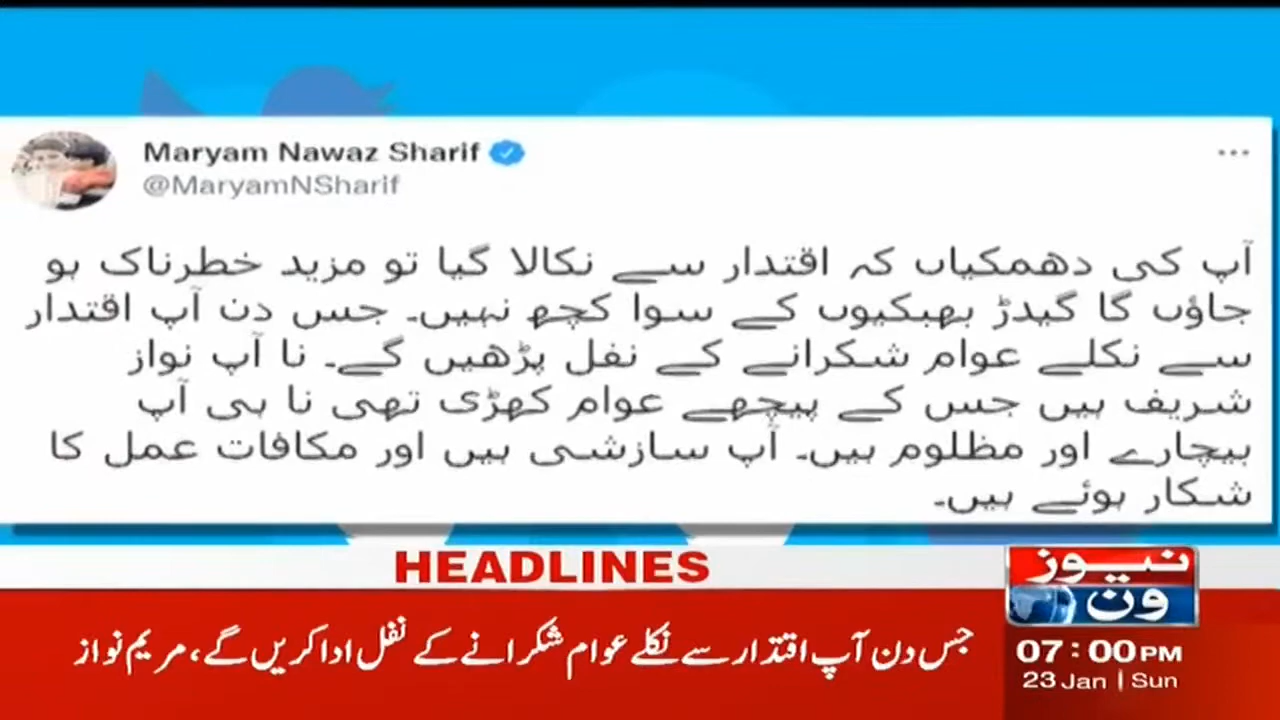 Maryam Nawaz Sharif
@MaryamNSharif
آپ کی دھمکیاں کہ اقتدار سے نکالا گیا تو مزید خطرناک ہو
جاؤں گا گیدڑ بھبکیوں کے سوا کچھ نہیں۔ جس دن آپ اقتدار
سے نکلے عوام شکرانے کے نفل پڑھیں گے۔ نا آپ نواز
شریف ہیں جس کے پیچھے عوام کھڑی تھی نا ہی آپ
بیچارے اور مظلوم ہیں۔ آپ سازشی ہیں اور مکافات عمل کا
شکار ہوئے ہیں۔
HEADLINES
نیوز
ون
جس دن آپ اقتدار سے نکلے عوام شکرانے کے نفل ادا کریں گے، مریم نواز
07:00PM
23 Jan | Sun